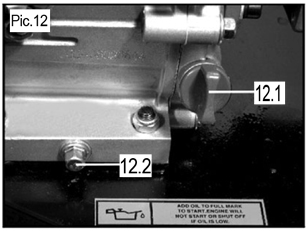 Pic.12
12.1
12.2
ADD OIL TO FULL MARK
TO START.ENGINE WILL
NOT START OR SHUT OFF
IF OIL IS LOW.